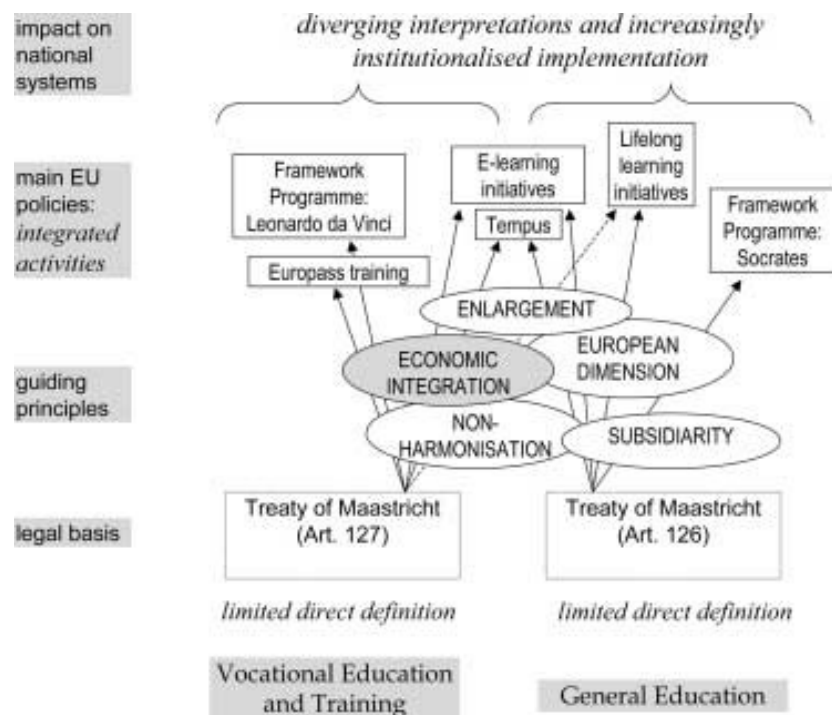 impact on
national
systems
diverging interpretations and increasingly
institutionalised implementation
main EU
policies:
integrated
activities
Framework
Programme:
Leonardo da Vinci
Europass training
E-learning
initiatives
Tempus
Lifelong
learning
initiatives
Framework
Programme:
Socrates
guiding
principles
ENLARGEMENT
ECONOMIC
INTEGRATION
EUROPEAN
DIMENSION
NON-
HARMONISATION
SUBSIDIARITY
legal basis
Treaty of Maastricht
(Art. 127)
Treaty of Maastricht
(Art. 126)
limited direct definition
limited direct definition
Vocational Education
and Training
General Education